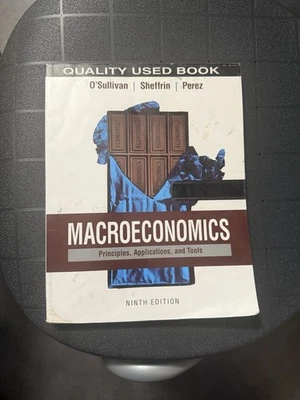 QUALITY USED BOOK
O'Sullivan | Sheffrin | Perez
MACROECONOMICS
Principles, Applications, and Tools
NINTH EDITION